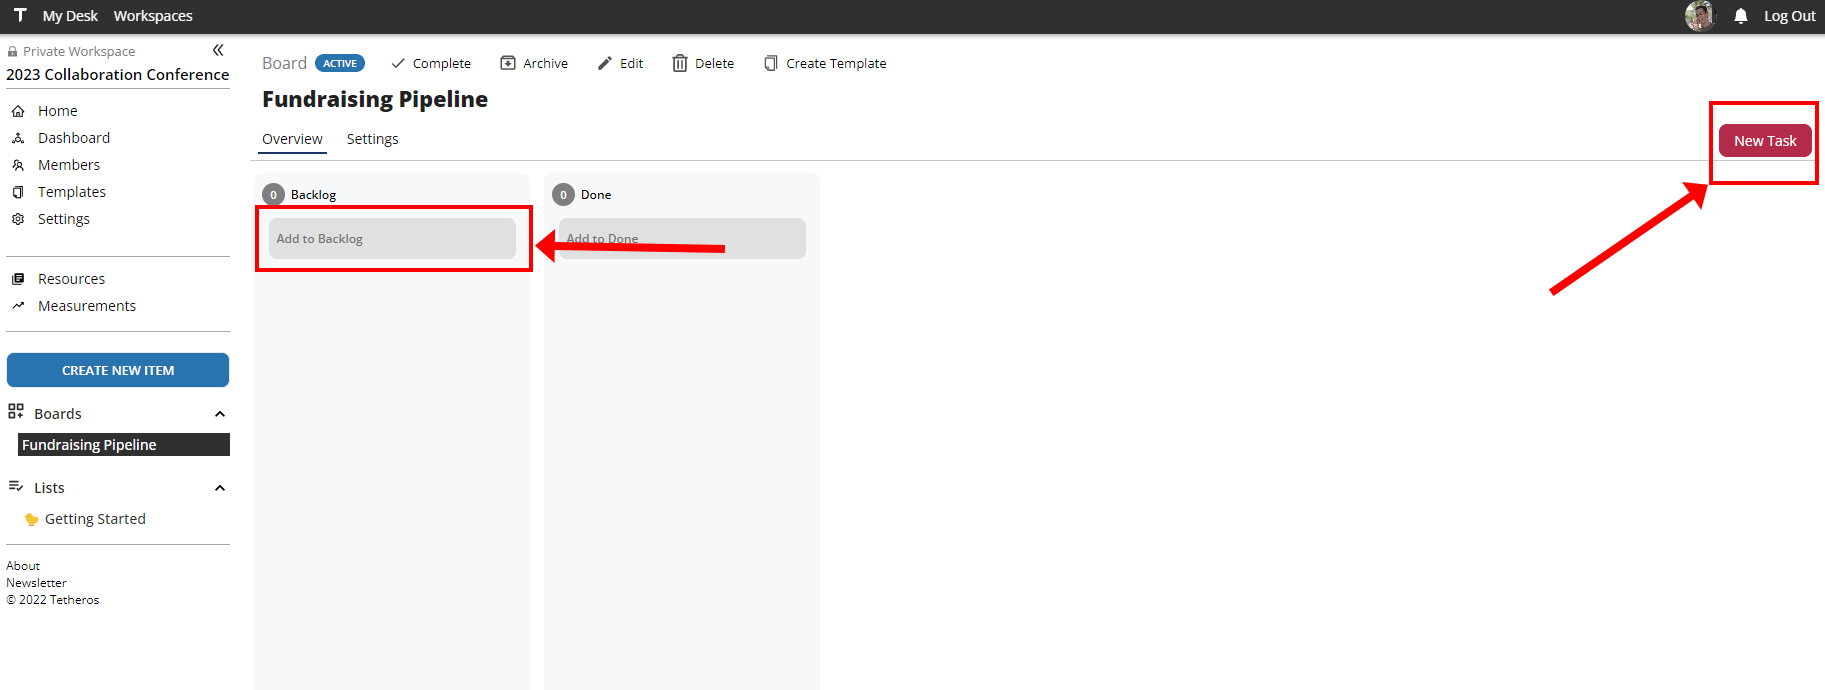 T My Desk Workspaces Log Out
Private Workspace
2023 Collaboration Conference
Home
Dashboard
Members
Templates
Settings
Resources
Measurements
CREATE NEW ITEM
Boards
Fundraising Pipeline
Lists
Getting Started
About
Newsletter
© 2022 Tetheros
Board ACTIVE Complete Archive Edit Delete Create Template
Fundraising Pipeline
Overview Settings
New Task
0 Backlog
Add to Backlog
0 Done
Add to Done